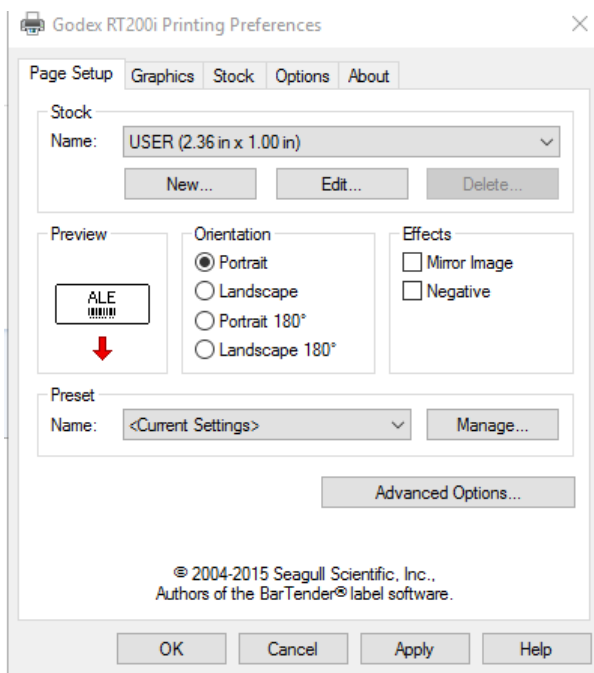 Godex RT200i Printing Preferences
Page Setup Graphics Stock Options About
Stock
Name: USER (2.36 in x 1.00 in)
New... Edit... Delete...
Preview Orientation Effects
ALE
Portrait
Landscape
Portrait 180°
Landscape 180°
Mirror Image
Negative
Preset
Name: <Current Settings> Manage...
Advanced Options...
© 2004-2015 Seagull Scientific, Inc.,
Authors of the BarTender® label software.
OK Cancel Apply Help